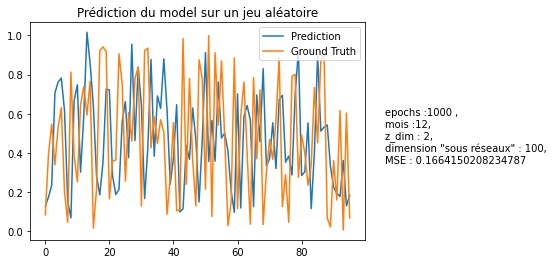 Prédiction du model sur un jeu aléatoire
Prediction
Ground Truth
1.0
0.8
0.6
0.4
0.2
0.0
0
20
40
60
80
epochs :1000 ,
mois :12,
z_dim : 2,
dimension "sous réseaux" : 100,
MSE : 0.1664150208234787